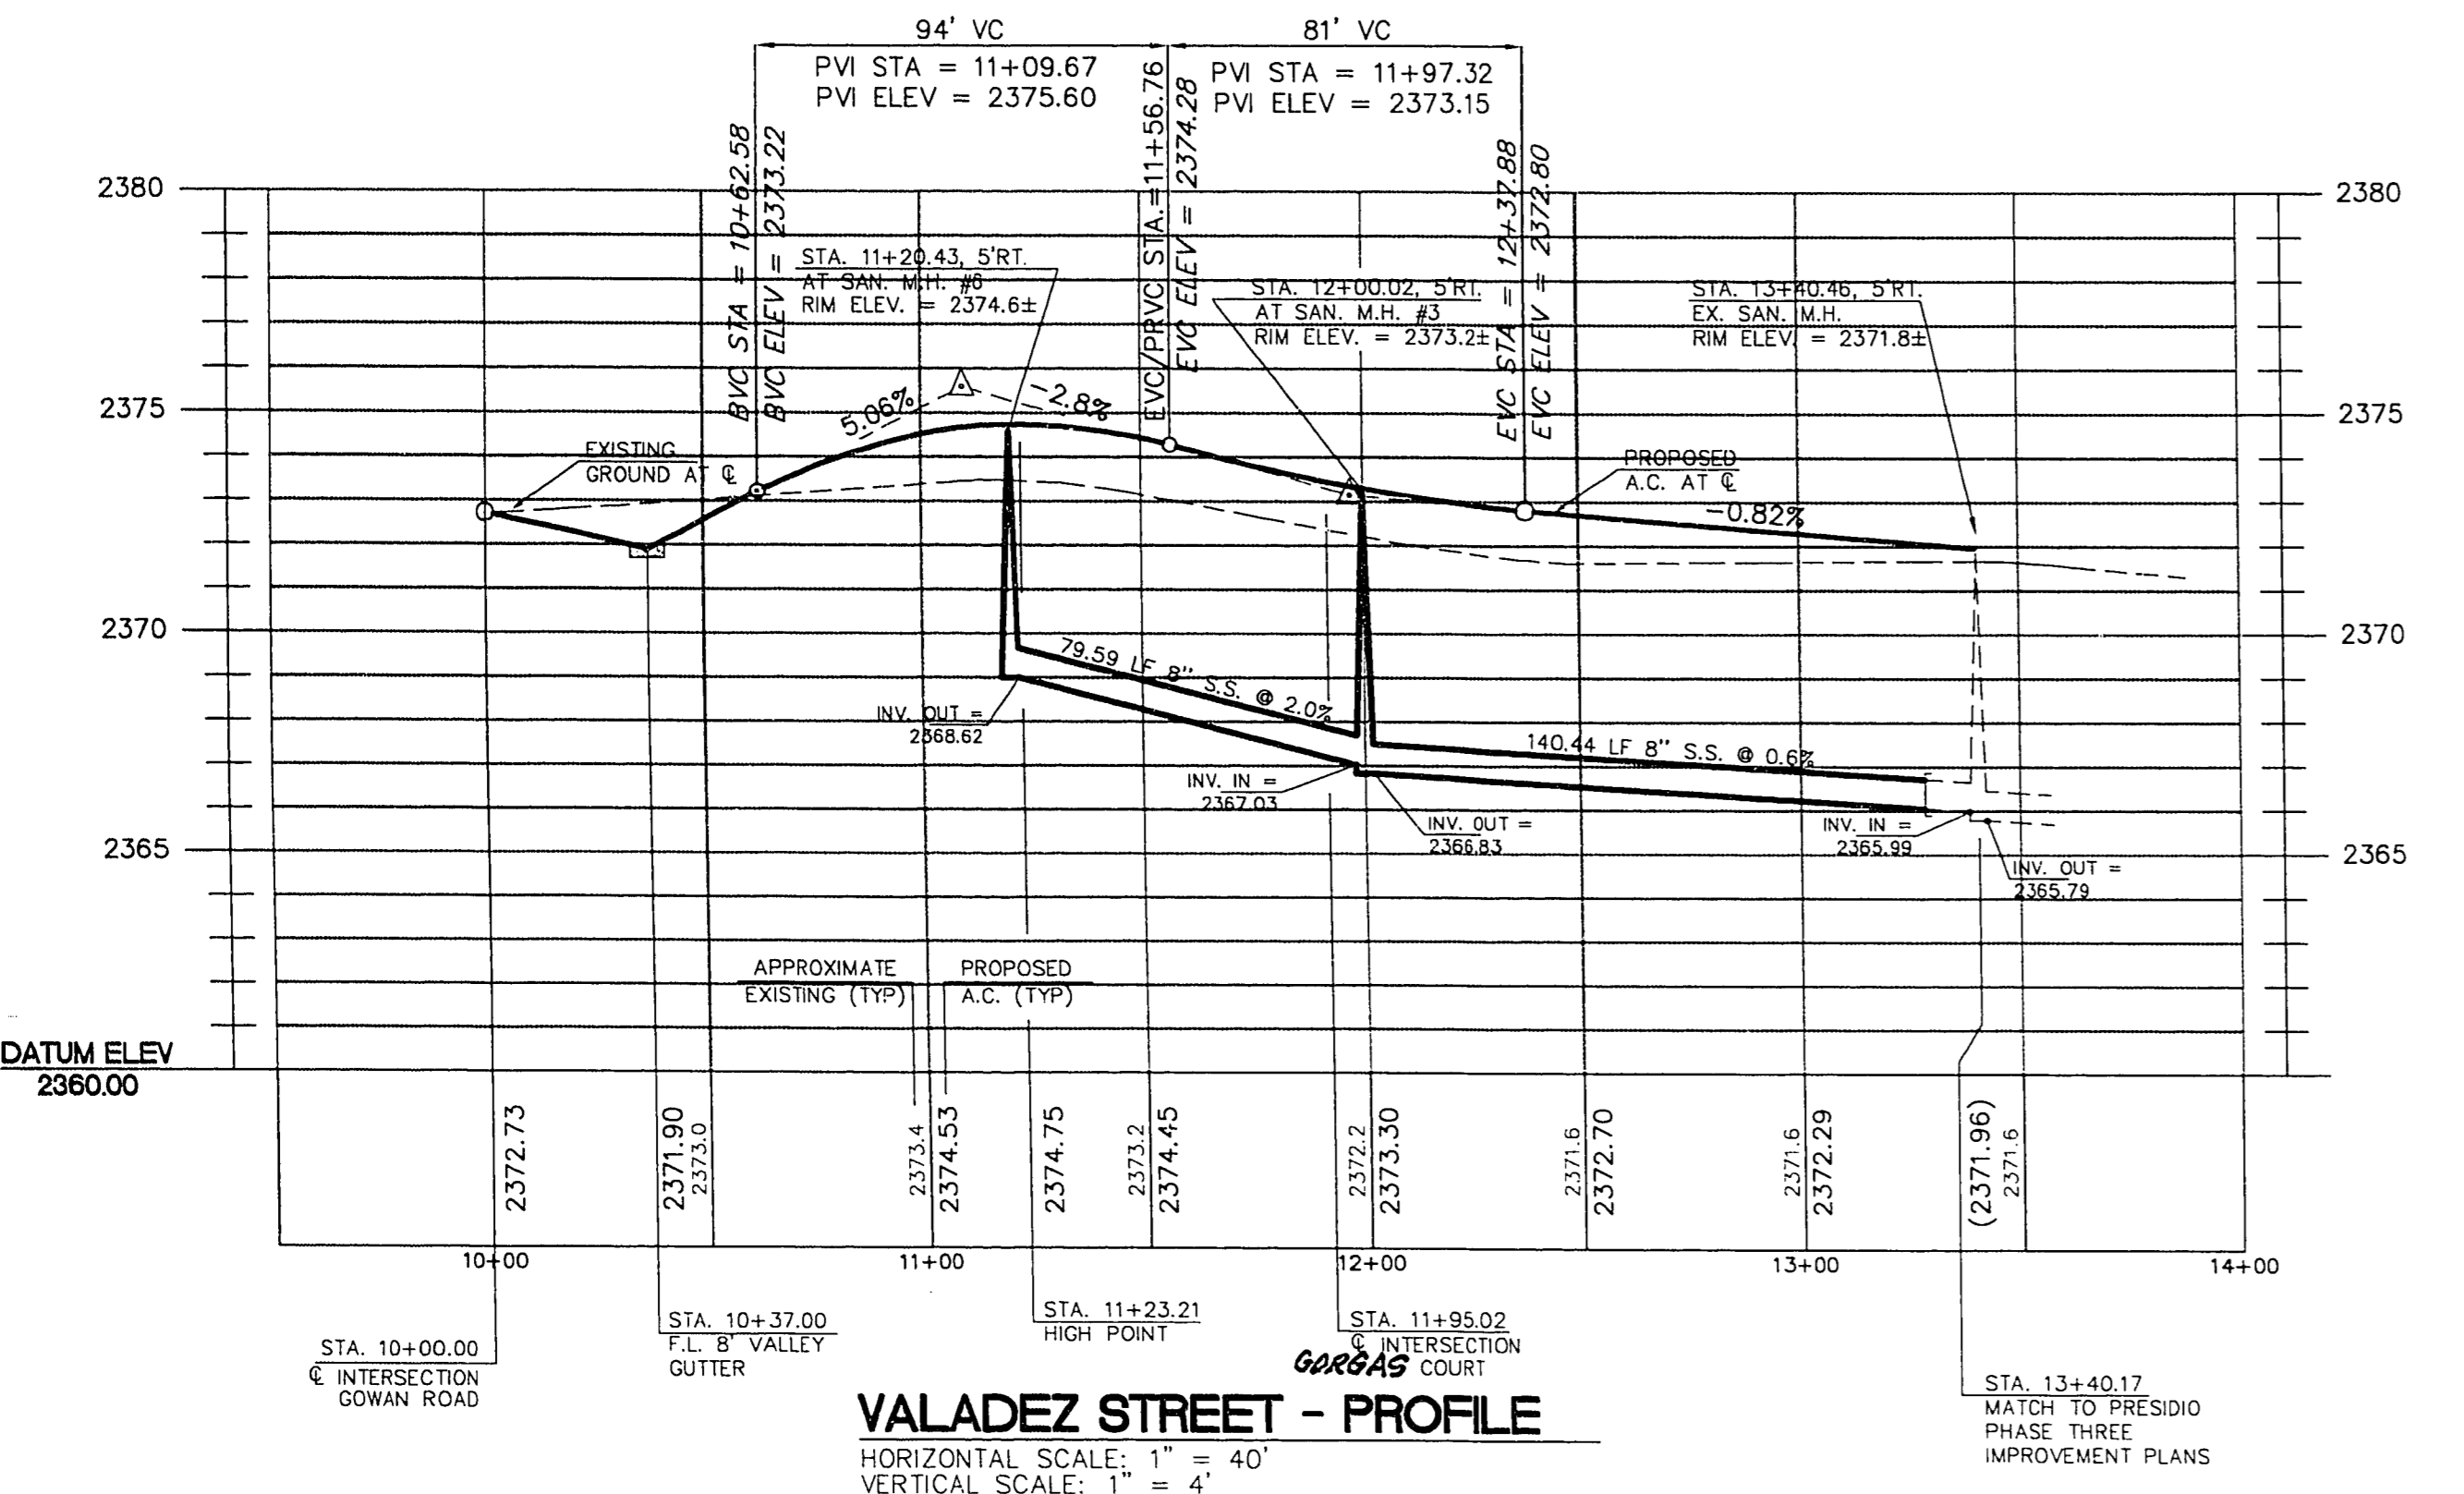 94' VC
PVI STA = 11+09.67
PVI ELEV = 2375.60
81' VC
PVI STA = 11+97.32
PVI ELEV = 2373.15
BVC STA = 10+62.58
BVC ELEV = 2373.22
EVC/PRVC STA.=11+56.76
EVC ELEV = 2374.28
EVC STA = 12+37.88
EVC ELEV = 2372.80
2380
2380
STA. 11+20.43, 5'RT.
AT SAN. M.H. #6
RIM ELEV. = 2374.6±
STA. 12+00.02, 5'RT.
AT SAN. M.H. #3
RIM ELEV. = 2373.2±
STA. 13+40.46, 5'RT.
EX. SAN. M.H.
RIM ELEV. = 2371.8±
2375
2375
5.06%
-2.8%
EXISTING
GROUND AT ℄
PROPOSED
A.C. AT ℄
-0.82%
2370
2370
79.59 LF 8" S.S. @ 2.0%
INV. OUT =
2368.62
140.44 LF 8" S.S. @ 0.6%
INV. IN =
2367.03
INV. OUT =
2366.83
INV. IN =
2365.99
INV. OUT =
2365.79
2365
2365
APPROXIMATE
EXISTING (TYP)
PROPOSED
A.C. (TYP)
DATUM ELEV
2360.00
2372.73
2371.90
2373.0
2373.4
2374.53
2374.75
2373.2
2374.45
2372.2
2373.30
2371.6
2372.70
2371.6
2372.29
(2371.96)
2371.6
10+00
11+00
12+00
13+00
14+00
STA. 10+00.00
℄ INTERSECTION
GOWAN ROAD
STA. 10+37.00
F.L. 8' VALLEY
GUTTER
STA. 11+23.21
HIGH POINT
STA. 11+95.02
℄ INTERSECTION
GORGAS COURT
STA. 13+40.17
MATCH TO PRESIDIO
PHASE THREE
IMPROVEMENT PLANS
VALADEZ STREET - PROFILE
HORIZONTAL SCALE: 1" = 40'
VERTICAL SCALE: 1" = 4'